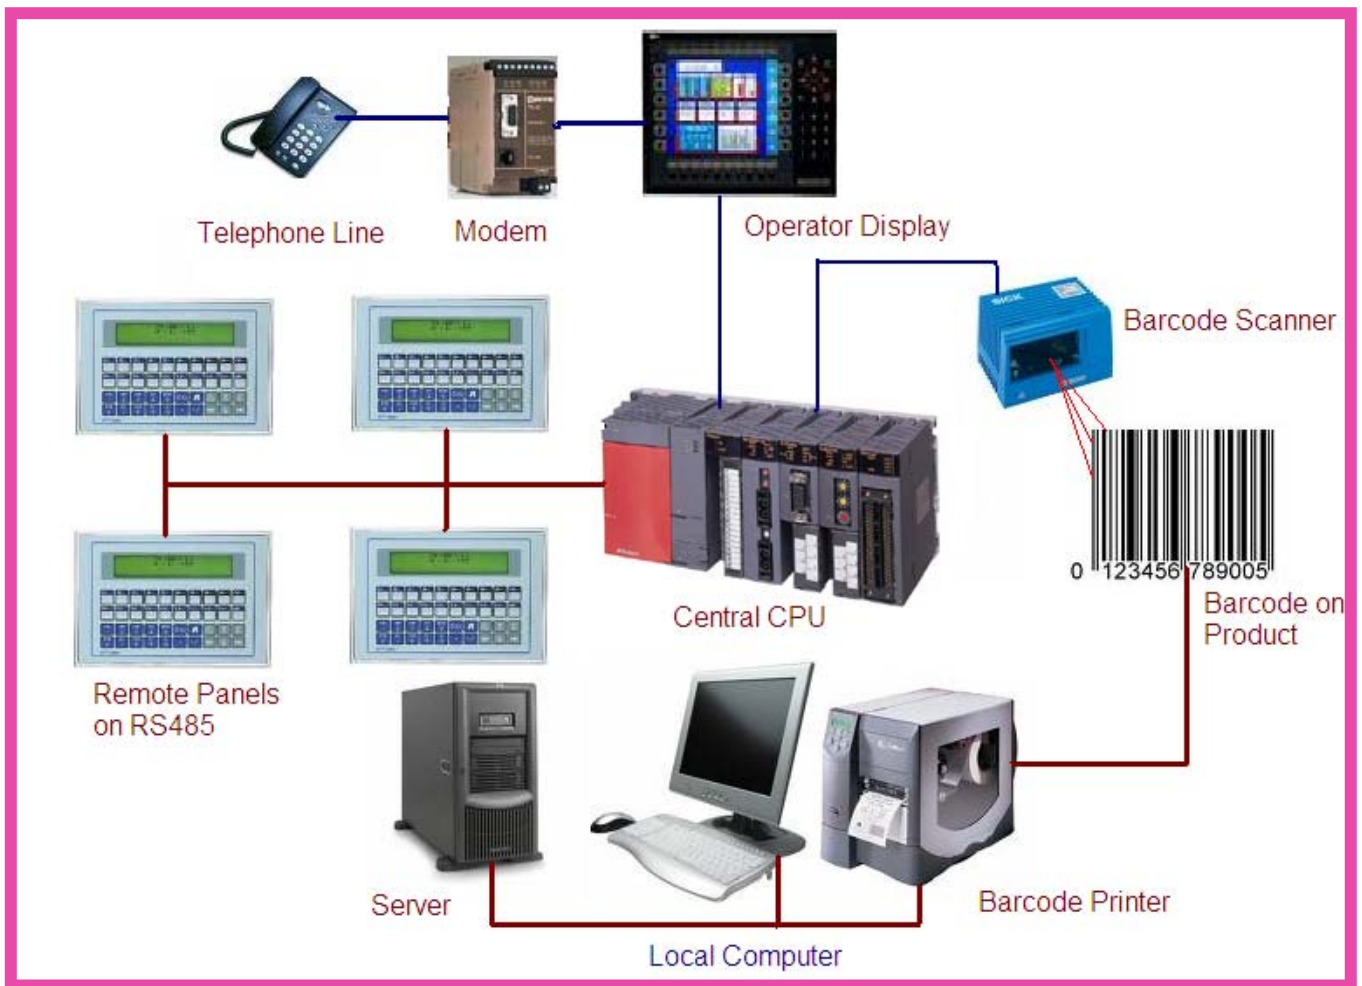 Telephone Line
Modem
Operator Display
SICK
Barcode Scanner
0 123456 789005
Barcode on
Product
Central CPU
Remote Panels
on RS485
Server
Barcode Printer
Local Computer